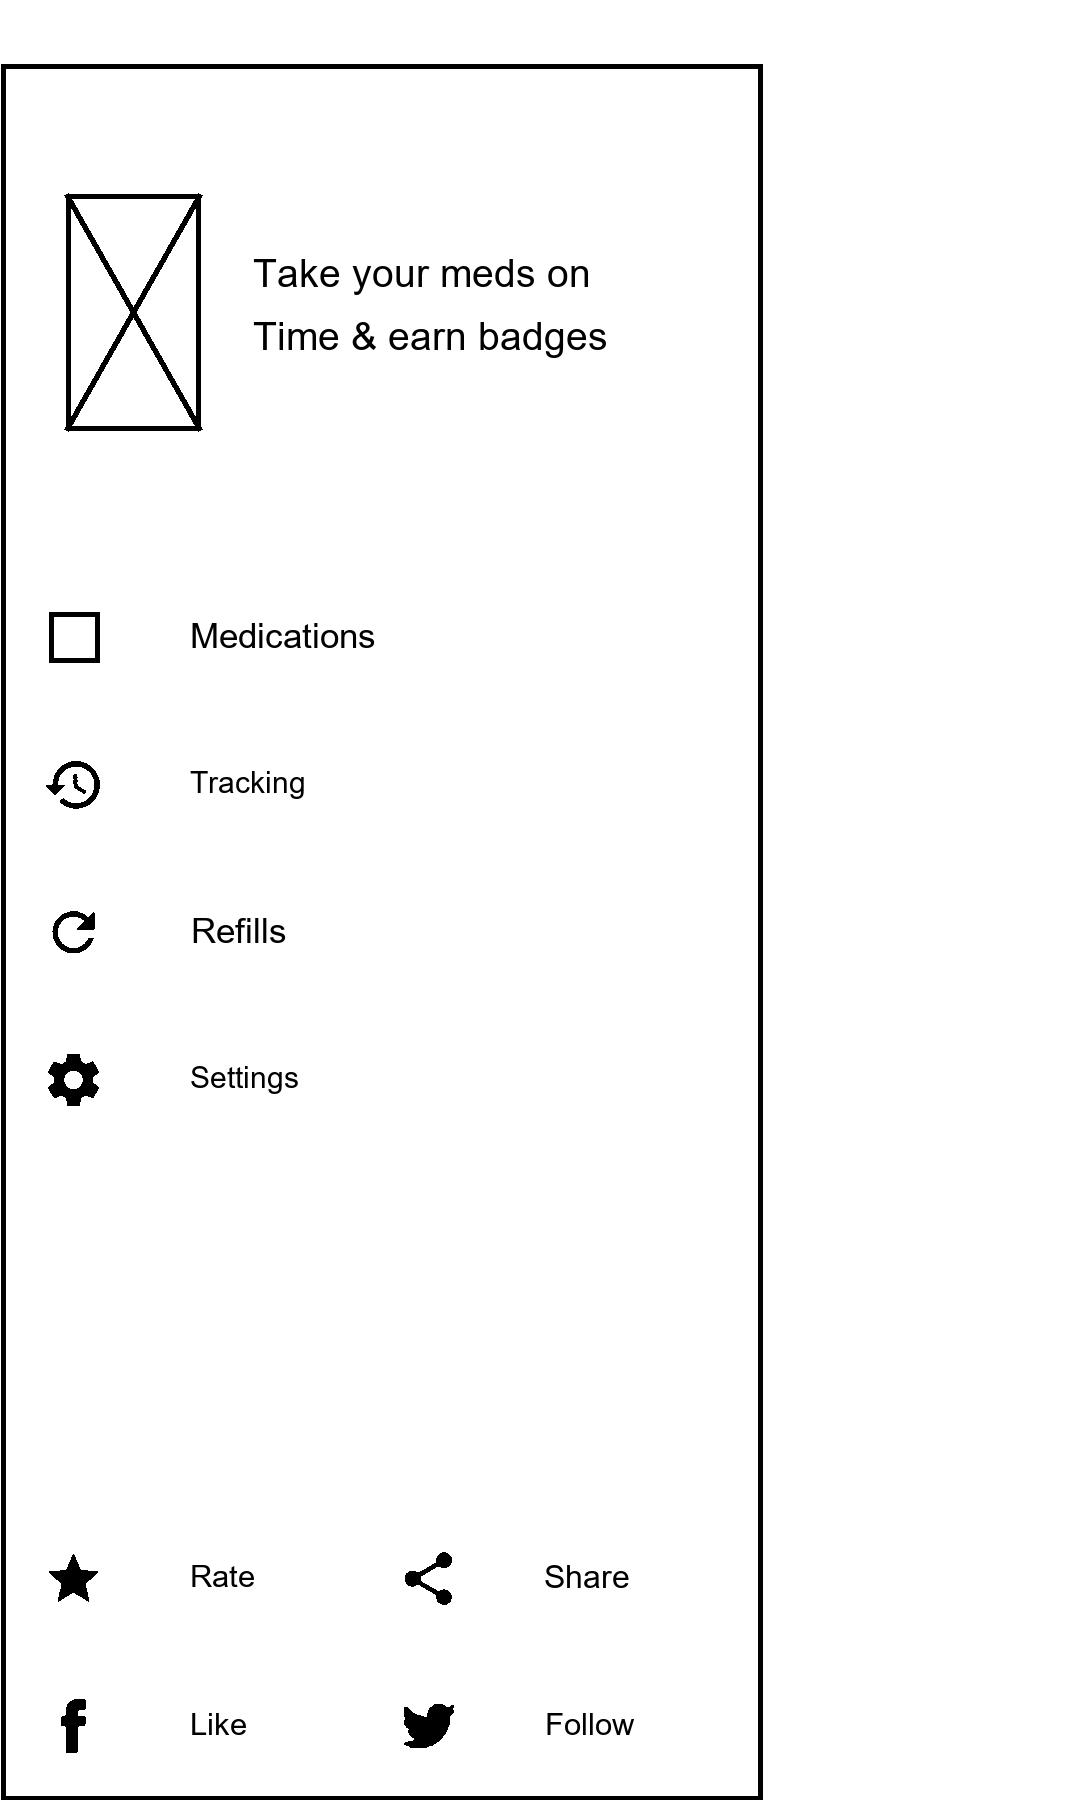 Take your meds on
Time & earn badges
Medications
Tracking
Refills
Settings
Rate
Share
Like
Follow